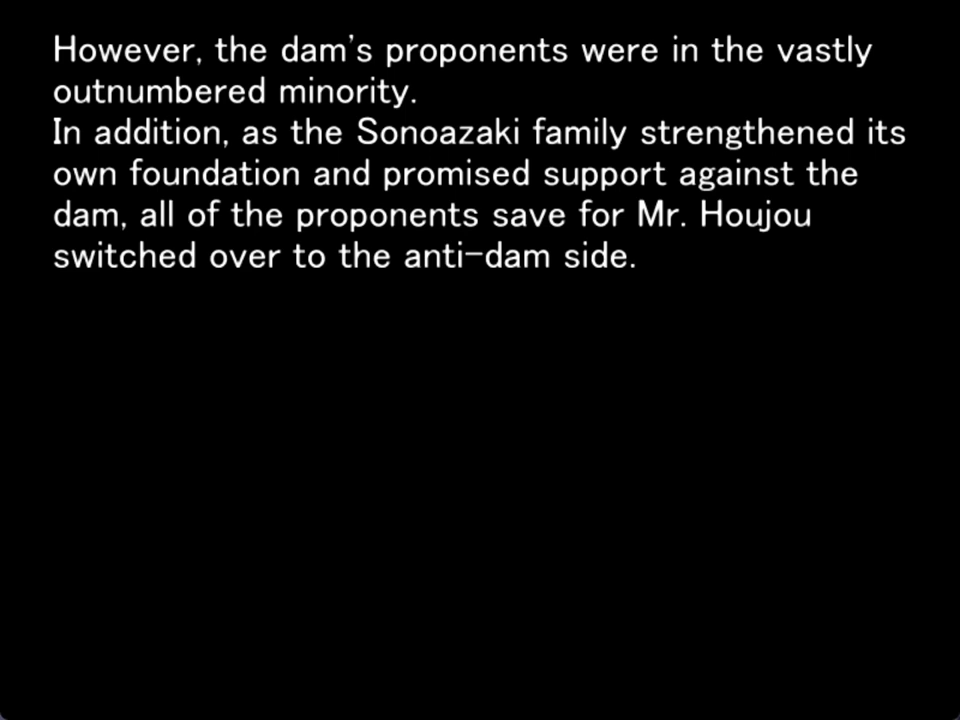 However, the dam's proponents were in the vastly
outnumbered minority.
In addition, as the Sonoazaki family strengthened its
own foundation and promised support against the
dam, all of the proponents save for Mr. Houjou
switched over to the anti-dam side.